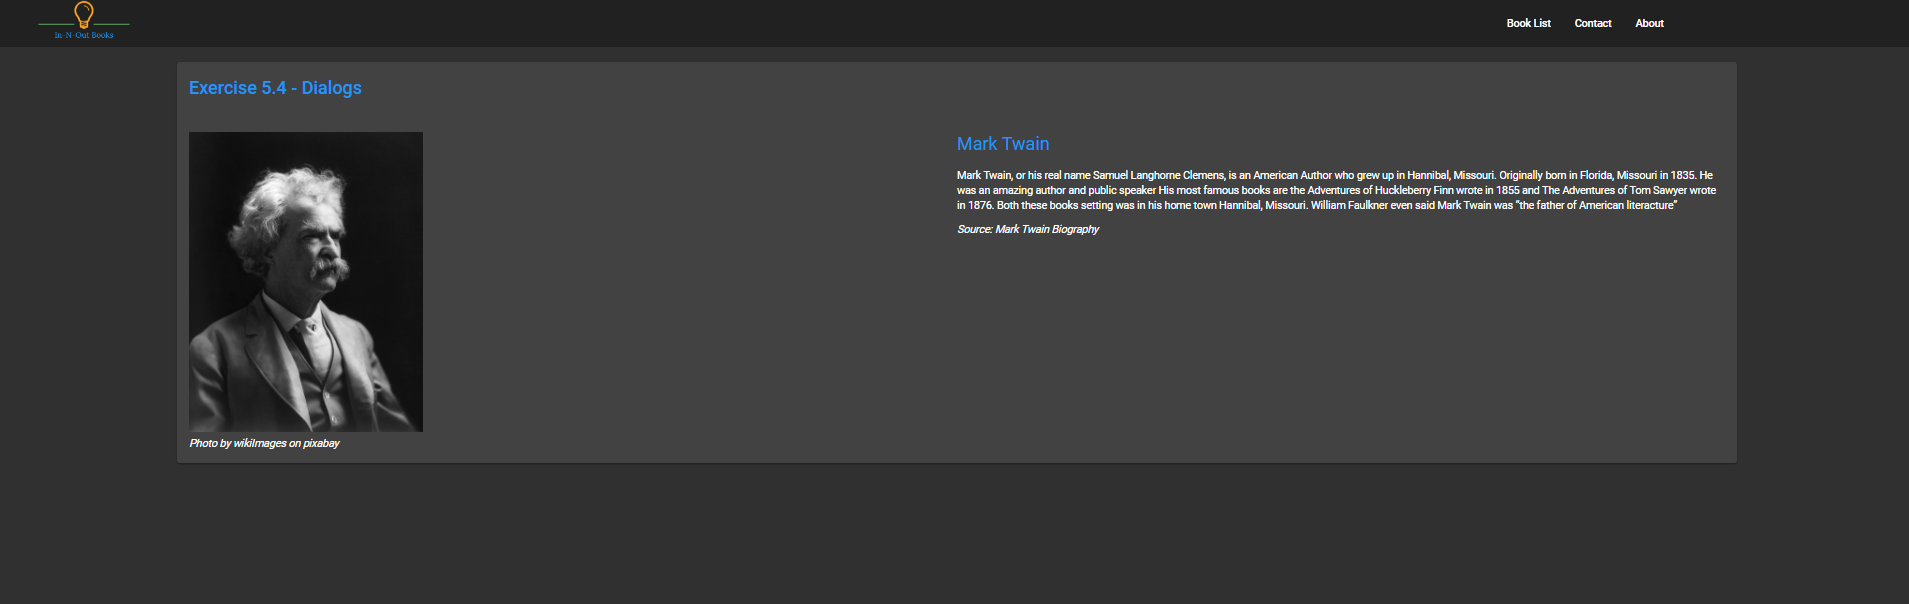 In-N-Out Books
Book List
Contact
About
Exercise 5.4 - Dialogs
Mark Twain
Mark Twain, or his real name Samuel Langhorne Clemens, is an American Author who grew up in Hannibal, Missouri. Originally born in Florida, Missouri in 1835. He
was an amazing author and public speaker His most famous books are the Adventures of Huckleberry Finn wrote in 1855 and The Adventures of Tom Sawyer wrote
in 1876. Both these books setting was in his home town Hannibal, Missouri. William Faulkner even said Mark Twain was “the father of American literacture”
Source: Mark Twain Biography
Photo by wikiImages on pixabay